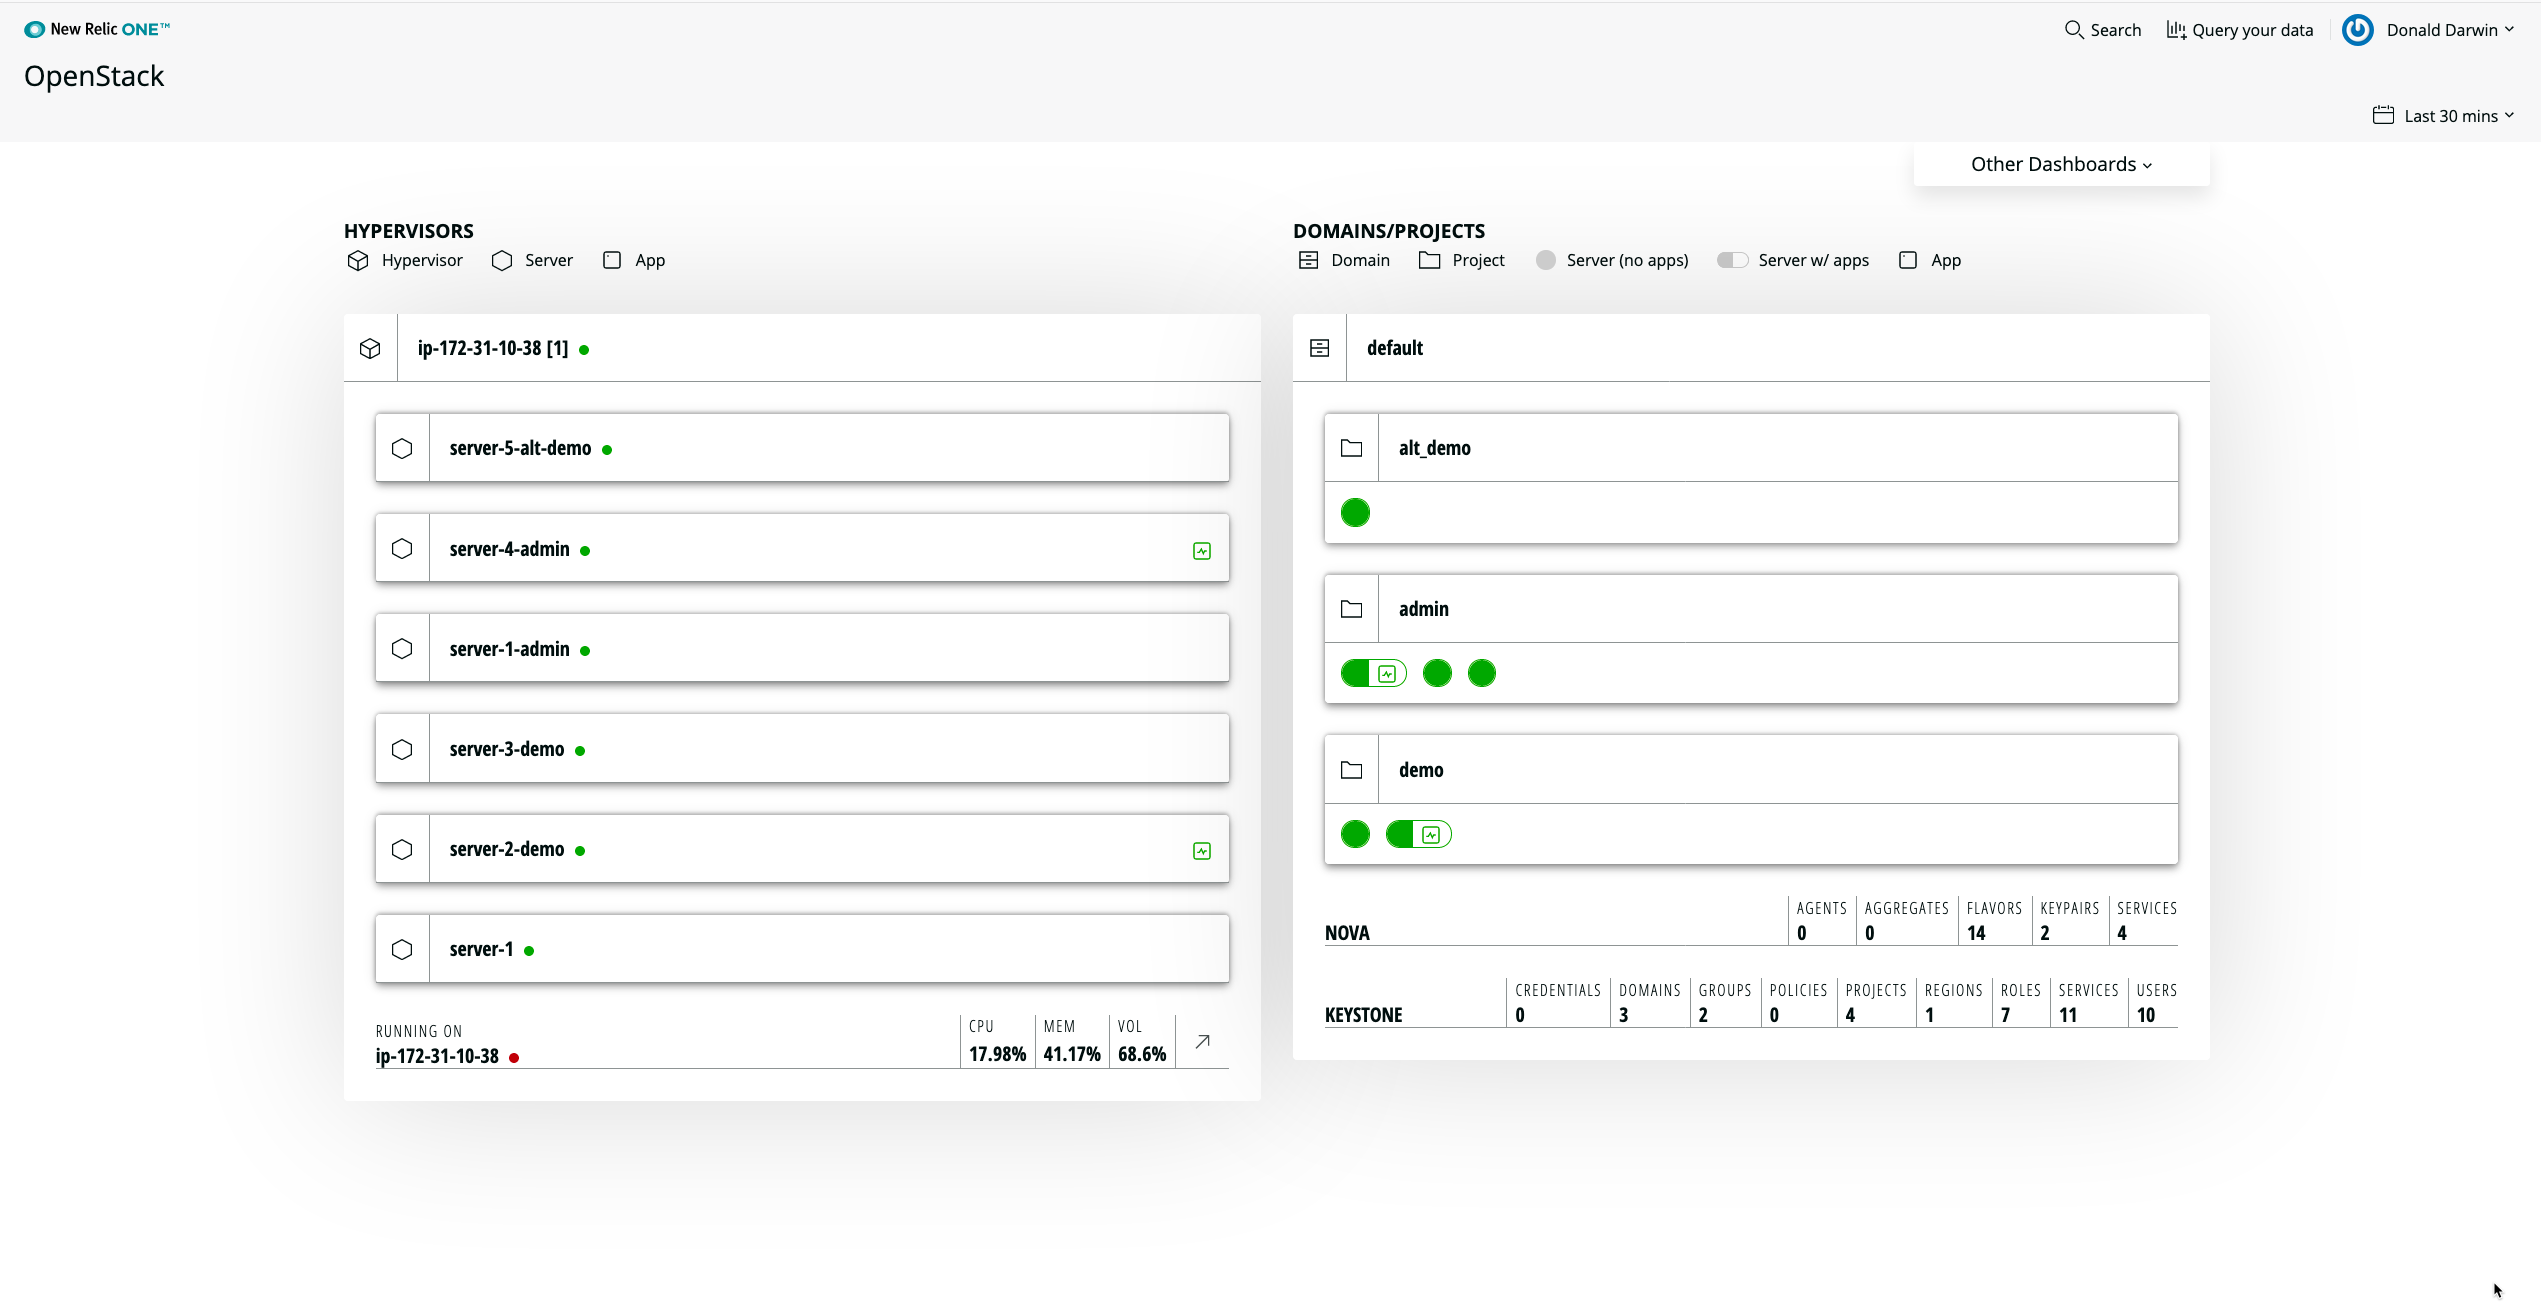 New Relic ONE™
Search
Query your data
Donald Darwin
OpenStack
Last 30 mins
Other Dashboards
HYPERVISORS
Hypervisor
Server
App
ip-172-31-10-38 [1]
server-5-alt-demo
server-4-admin
server-1-admin
server-3-demo
server-2-demo
server-1
RUNNING ON
ip-172-31-10-38
CPU
17.98%
MEM
41.17%
VOL
68.6%
DOMAINS/PROJECTS
Domain
Project
Server (no apps)
Server w/ apps
App
default
alt_demo
admin
demo
NOVA
AGENTS
0
AGGREGATES
0
FLAVORS
14
KEYPAIRS
2
SERVICES
4
KEYSTONE
CREDENTIALS
0
DOMAINS
3
GROUPS
2
POLICIES
0
PROJECTS
4
REGIONS
1
ROLES
7
SERVICES
11
USERS
10